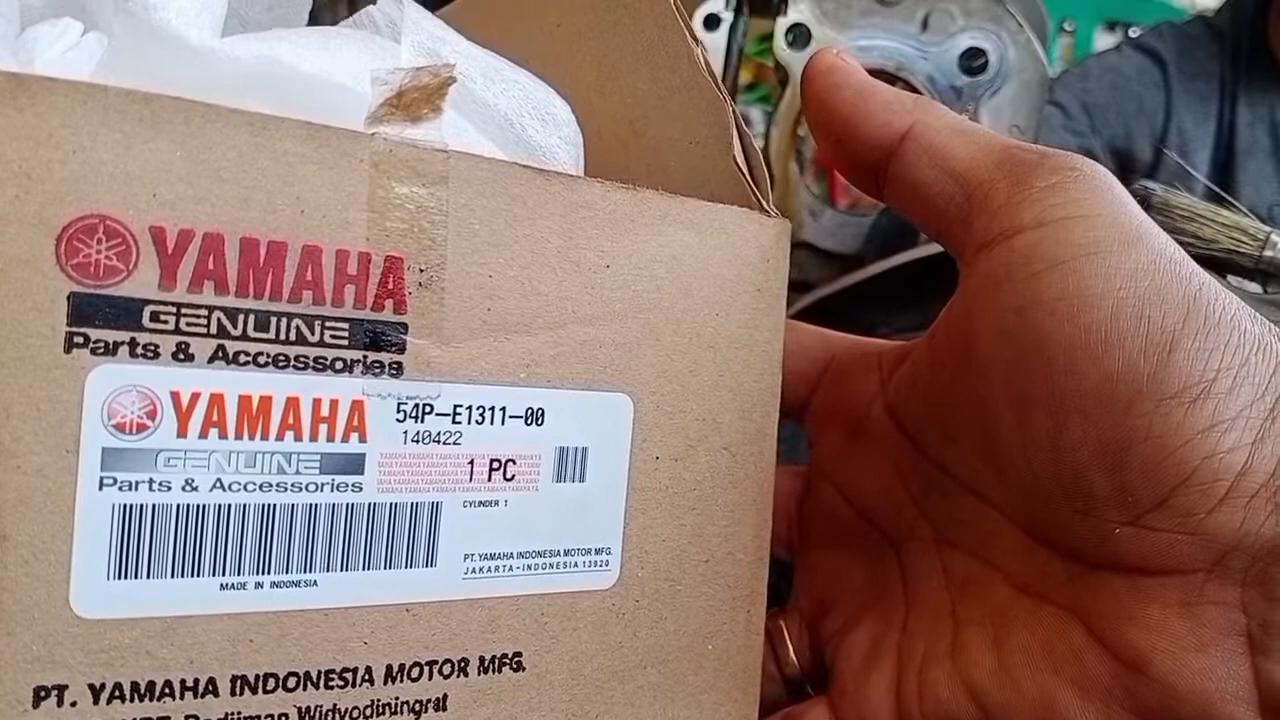 YAMAHA
GENUINE
Parts & Accessories
YAMAHA
GENUINE
Parts & Accessories
54P-E1311-00
140422
1 PC
CYLINDER 1
MADE IN INDONESIA
PT. YAMAHA INDONESIA MOTOR MFG.
JAKARTA-INDONESIA 13920
PT. YAMAHA INDONESIA MOTOR MFG.
Widyodiningrat